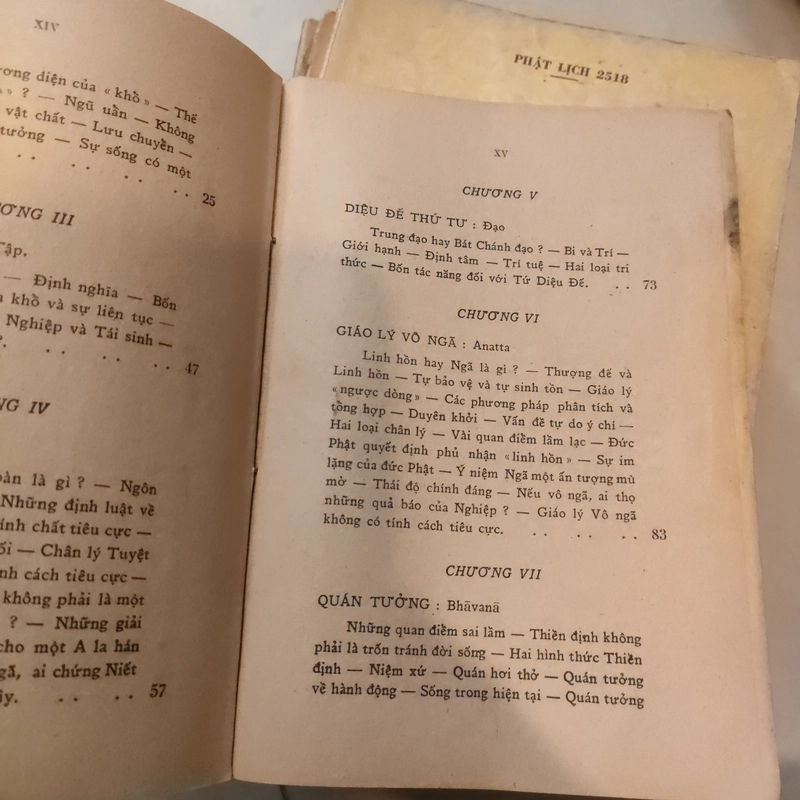 XIV
ương diện của « khổ » — Thế
» ? — Ngũ uẩn — Không
vật chất — Lưu chuyển —
tưởng — Sự sống có một
. . . . . . 25
ƯƠNG III
Tập.
— Định nghĩa — Bốn
khổ và sự liên tục —
Nghiệp và Tái sinh —
. . . . 47
NG IV
bàn là gì ? — Ngôn
Những định luật về
tính chất tiêu cực —
— Chân lý Tuyệt
nh cách tiêu cực —
không phải là một
? — Những giải
cho một A la hán
ngã, ai chứng Niết
. . . . 57
PHẬT LỊCH 2518
XV
CHƯƠNG V
DIỆU ĐẾ THỨ TƯ : Đạo
Trung đạo hay Bát Chánh đạo ? — Bi và Trí —
Giới hạnh — Định tâm — Trí tuệ — Hai loại tri
thức — Bốn tác năng đối với Tứ Diệu Đế. . . 73
CHƯƠNG VI
GIÁO LÝ VÔ NGÃ : Anatta
Linh hồn hay Ngã là gì ? — Thượng đế và
Linh hồn — Tự bảo vệ và tự sinh tồn — Giáo lý
«ngược dòng» — Các phương pháp phân tích và
tổng hợp — Duyên khởi — Vấn đề tự do ý chí —
Hai loại chân lý — Vài quan điểm lầm lạc — Đức
Phật quyết định phủ nhận «linh hồn» — Sự im
lặng của đức Phật — Ý niệm Ngã một ấn tượng mù
mờ — Thái độ chính đáng — Nếu vô ngã, ai thọ
những quả báo của Nghiệp ? — Giáo lý Vô ngã
không có tính cách tiêu cực. . . . . . . 83
CHƯƠNG VII
QUÁN TƯỞNG : Bhāvanā
Những quan điểm sai lầm — Thiền định không
phải là trốn tránh đời sống — Hai hình thức Thiền
định — Niệm xứ — Quán hơi thở — Quán tưởng
về hành động — Sống trong hiện tại — Quán tưởng